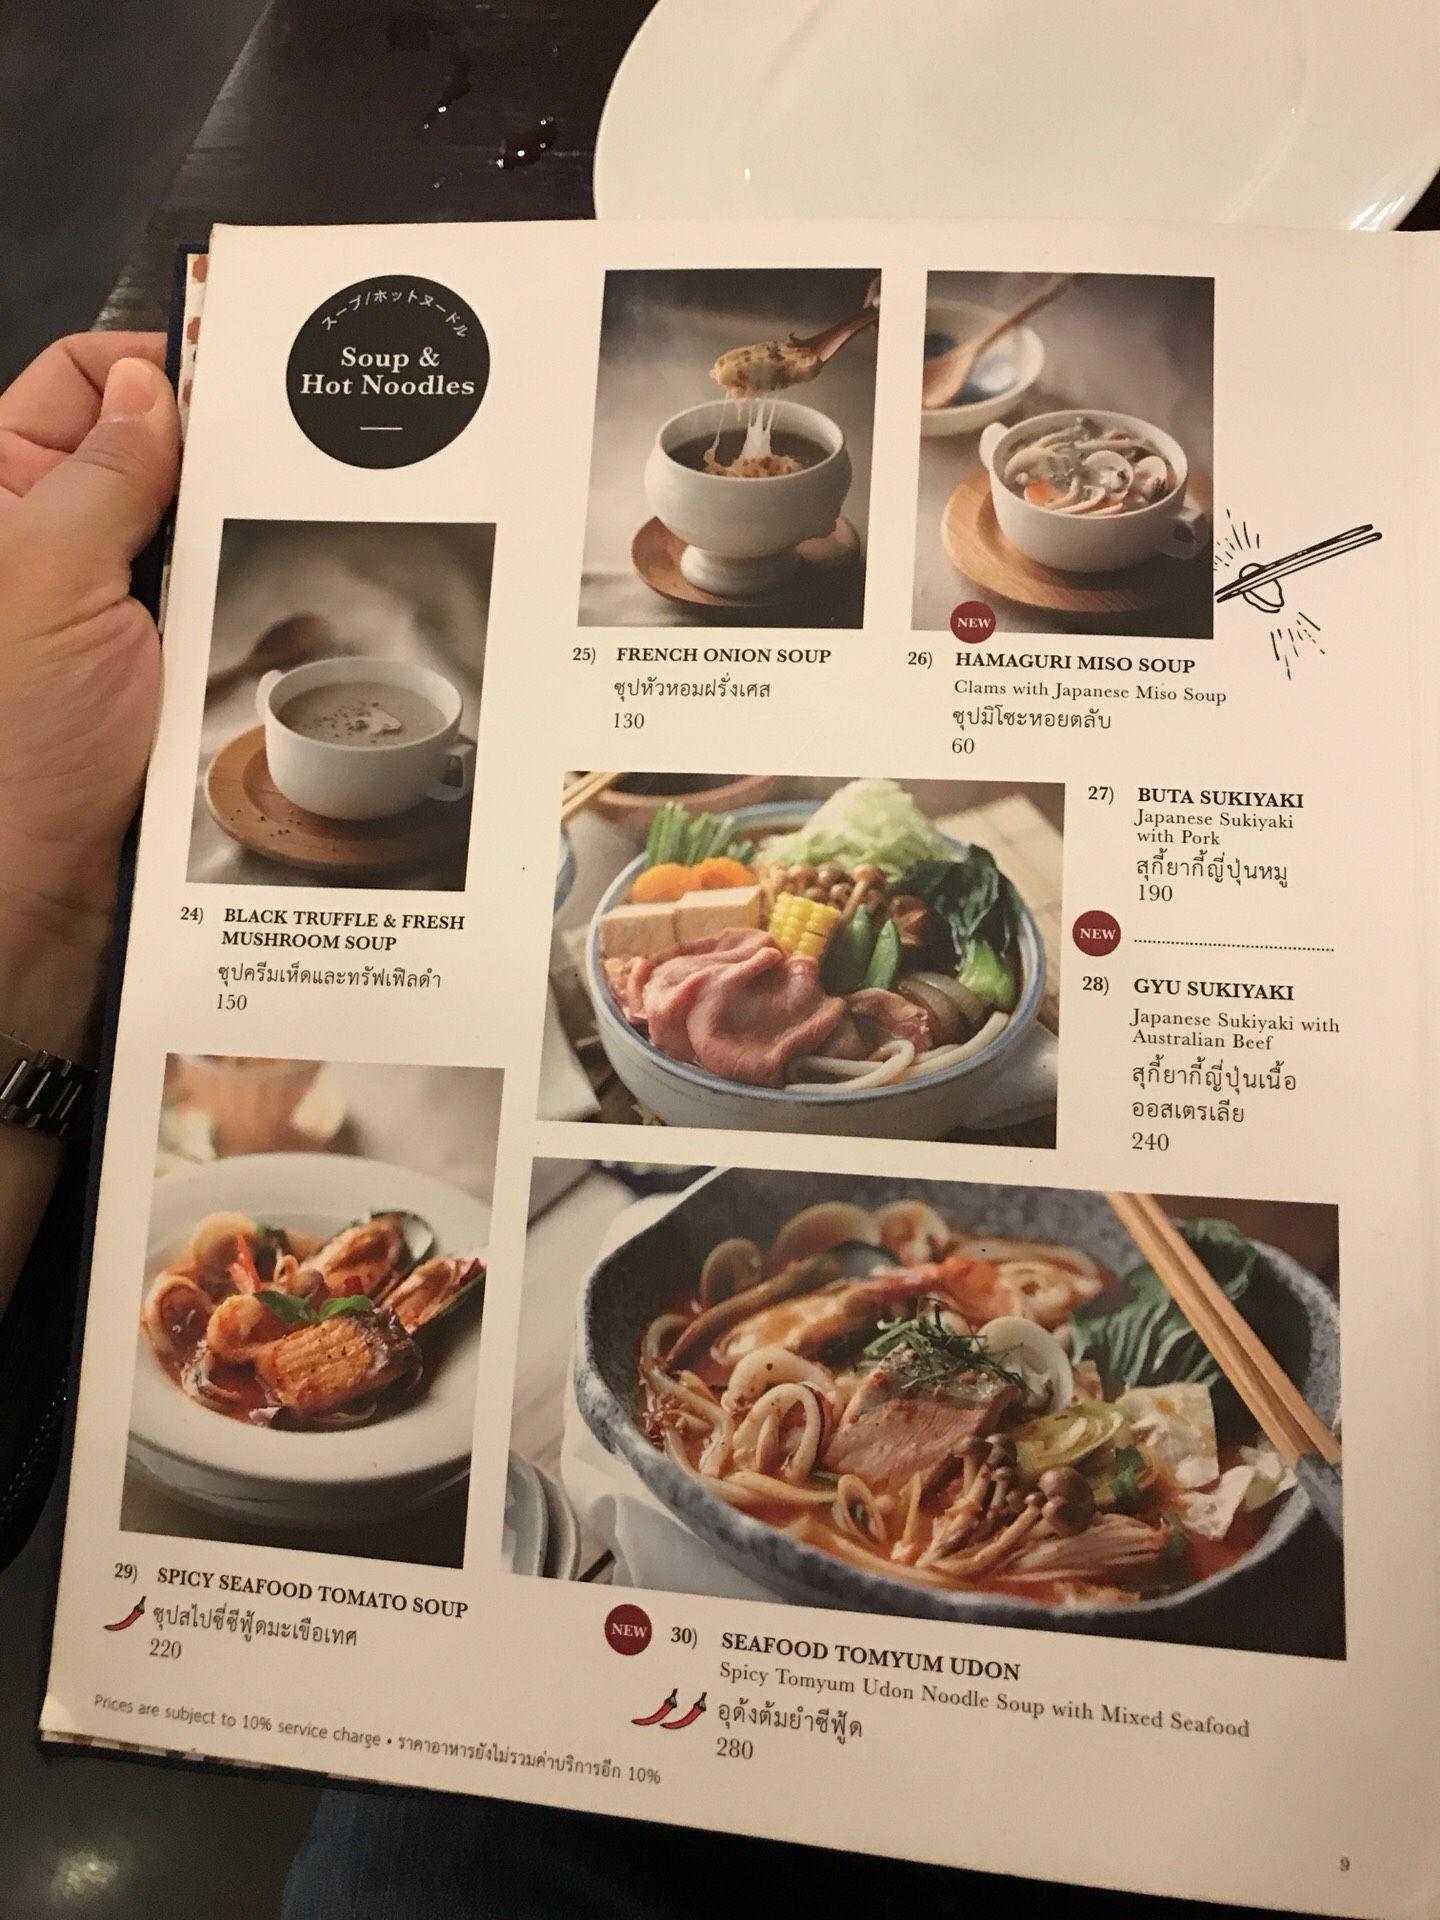 スープ/ホットヌードル
Soup &
Hot Noodles
24) BLACK TRUFFLE & FRESH
MUSHROOM SOUP
ซุปครีมเห็ดและทรัฟเฟิลดำ
150
25) FRENCH ONION SOUP
ซุปหัวหอมฝรั่งเศส
130
NEW
26) HAMAGURI MISO SOUP
Clams with Japanese Miso Soup
ซุปมิโซะหอยตลับ
60
27) BUTA SUKIYAKI
Japanese Sukiyaki
with Pork
สุกี้ยากี้ญี่ปุ่นหมู
190
NEW
28) GYU SUKIYAKI
Japanese Sukiyaki with
Australian Beef
สุกี้ยากี้ญี่ปุ่นเนื้อ
ออสเตรเลีย
240
29) SPICY SEAFOOD TOMATO SOUP
ซุปสไปซี่ซีฟู้ดมะเขือเทศ
220
NEW
30) SEAFOOD TOMYUM UDON
Spicy Tomyum Udon Noodle Soup with Mixed Seafood
อุด้งต้มยำซีฟู้ด
280
Prices are subject to 10% service charge • ราคาอาหารยังไม่รวมค่าบริการอีก 10%
9